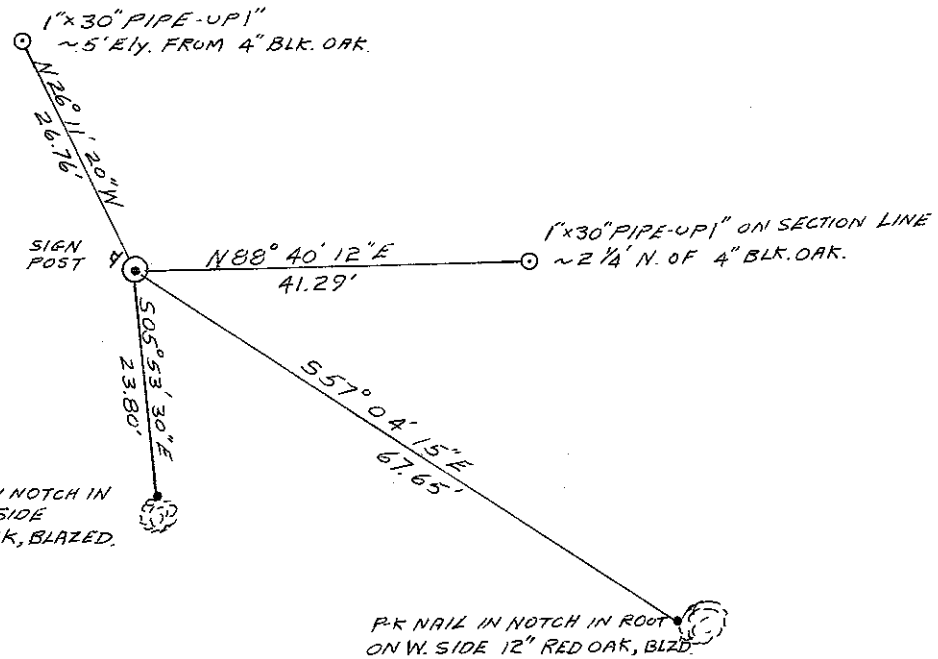 1"x30" PIPE-UP 1"
~5' Ely. FROM 4" BLK. OAK.
N26° 11' 20"W
26.76'
SIGN
POST
N88° 40' 12"E
41.29'
1"x30" PIPE-UP 1" ON SECTION LINE
~2 1/4' N. OF 4" BLK. OAK.
S05° 53' 30"E
23.80'
S57° 04' 15"E
67.65'
NOTCH IN
SIDE
K, BLAZED.
P-K NAIL IN NOTCH IN ROOT
ON W. SIDE 12" RED OAK, BLZD.